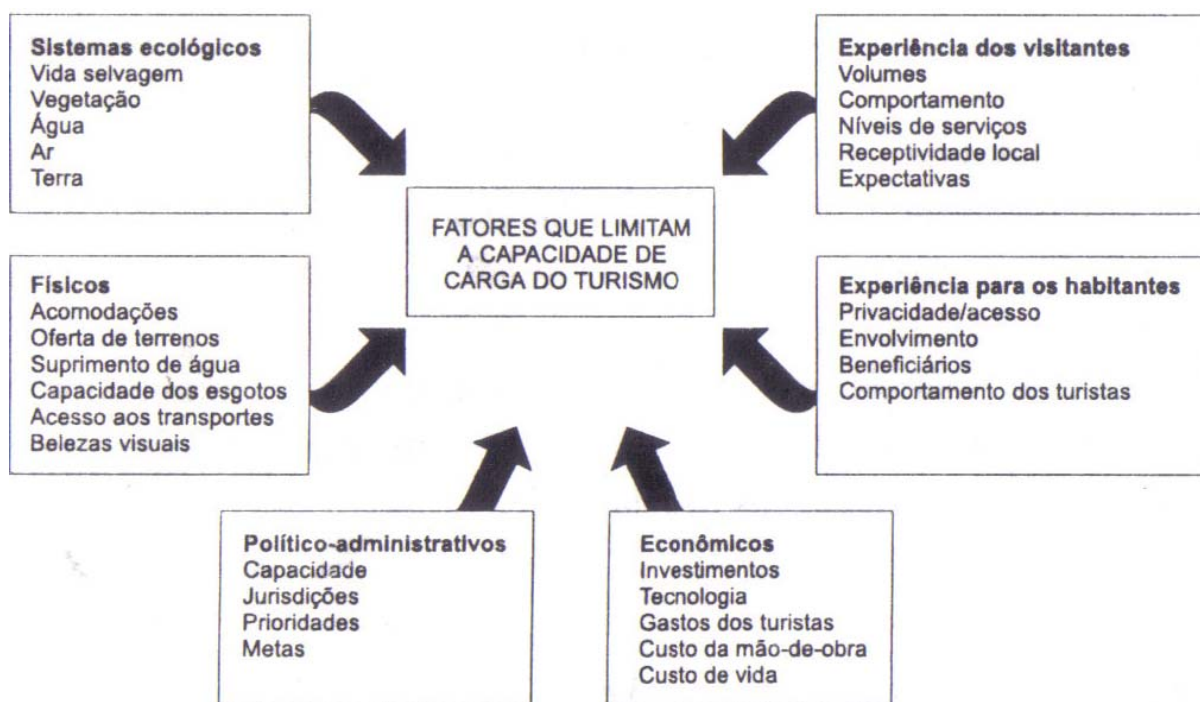 Sistemas ecológicos
Vida selvagem
Vegetação
Água
Ar
Terra
Experiência dos visitantes
Volumes
Comportamento
Níveis de serviços
Receptividade local
Expectativas
FATORES QUE LIMITAM
A CAPACIDADE DE
CARGA DO TURISMO
Físicos
Acomodações
Oferta de terrenos
Suprimento de água
Capacidade dos esgotos
Acesso aos transportes
Belezas visuais
Experiência para os habitantes
Privacidade/acesso
Envolvimento
Beneficiários
Comportamento dos turistas
Político-administrativos
Capacidade
Jurisdições
Prioridades
Metas
Econômicos
Investimentos
Tecnologia
Gastos dos turistas
Custo da mão-de-obra
Custo de vida